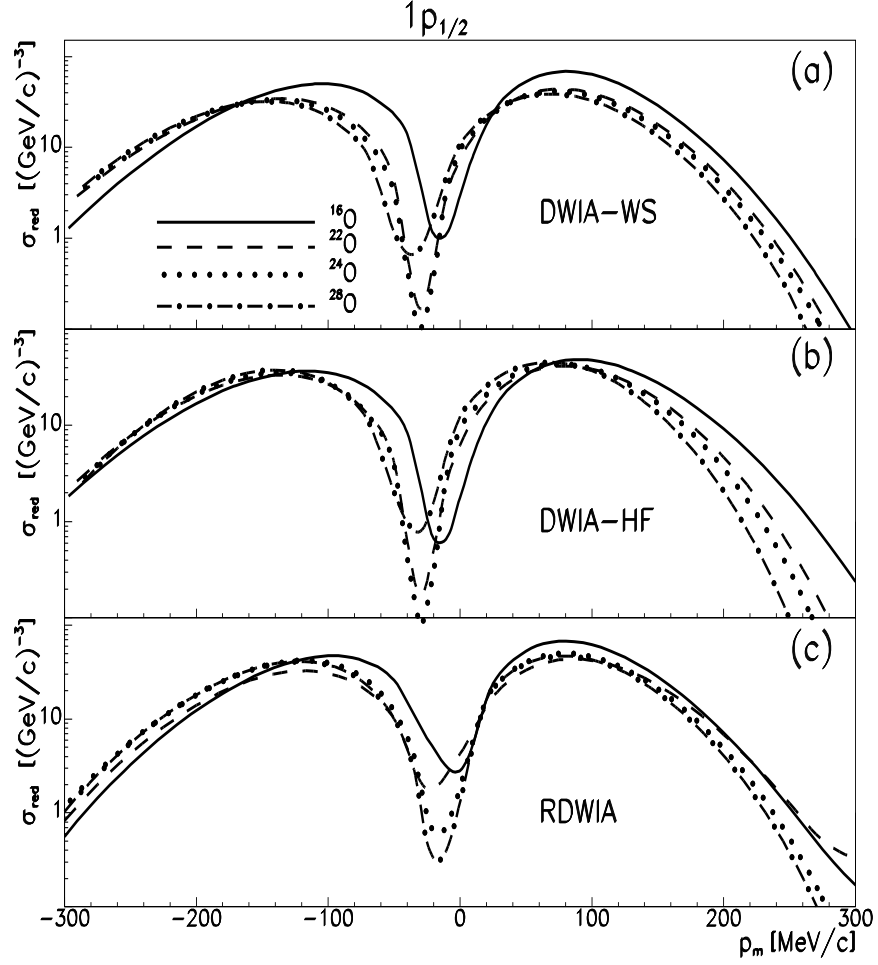 1p1/2
(a)
σred [(GeV/c)−3]
10
1
DWIA−WS
16O
22O
24O
28O
(b)
σred [(GeV/c)−3]
10
1
DWIA−HF
(c)
σred [(GeV/c)−3]
10
1
RDWIA
−300 −200 −100 0 100 200 300
pm [MeV/c]